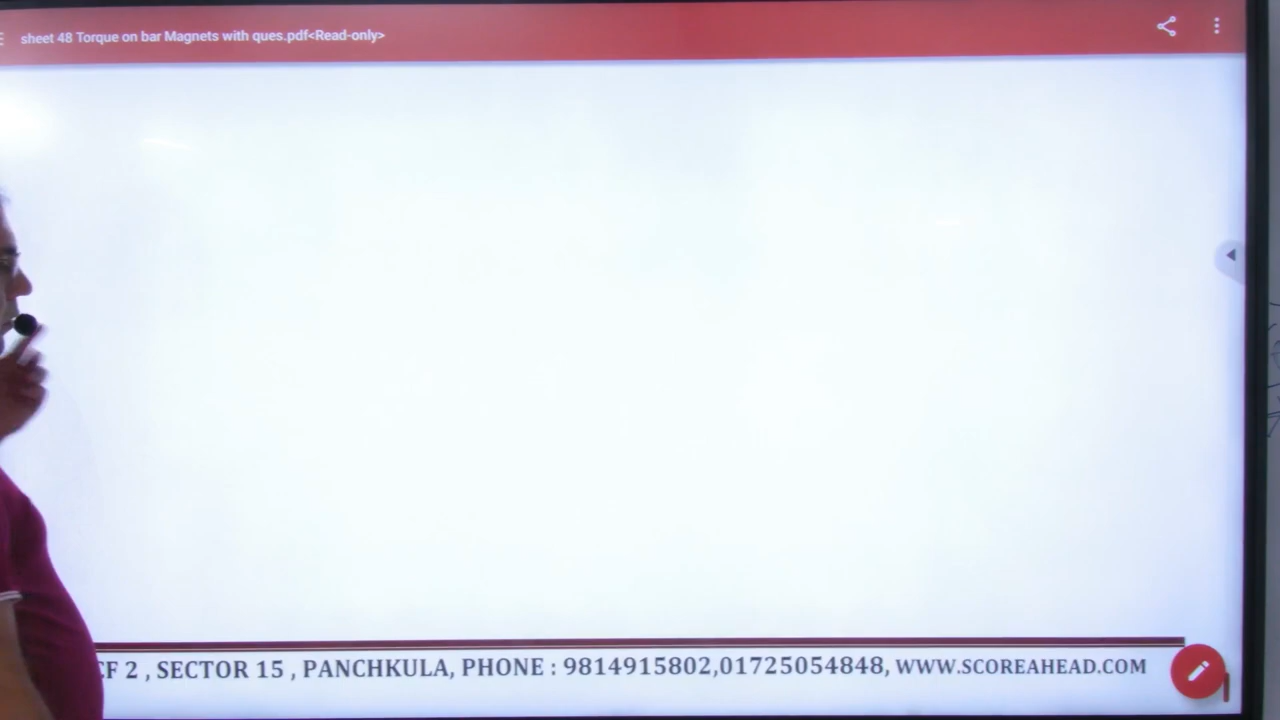 sheet 48 Torque on bar Magnets with ques.pdf<Read-only>
F 2 , SECTOR 15 , PANCHKULA, PHONE : 9814915802,01725054848, WWW.SCOREAHEAD.COM